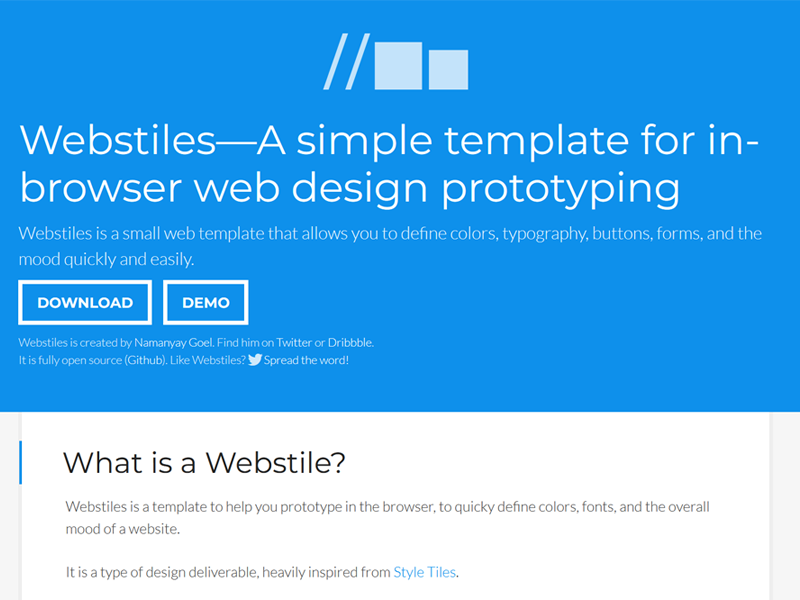 Webstiles—A simple template for in-
browser web design prototyping
Webstiles is a small web template that allows you to define colors, typography, buttons, forms, and the
mood quickly and easily.
DOWNLOAD
DEMO
Webstiles is created by Namanyay Goel. Find him on Twitter or Dribbble.
It is fully open source (Github). Like Webstiles? Spread the word!
What is a Webstile?
Webstiles is a template to help you prototype in the browser, to quicky define colors, fonts, and the overall
mood of a website.
It is a type of design deliverable, heavily inspired from Style Tiles.